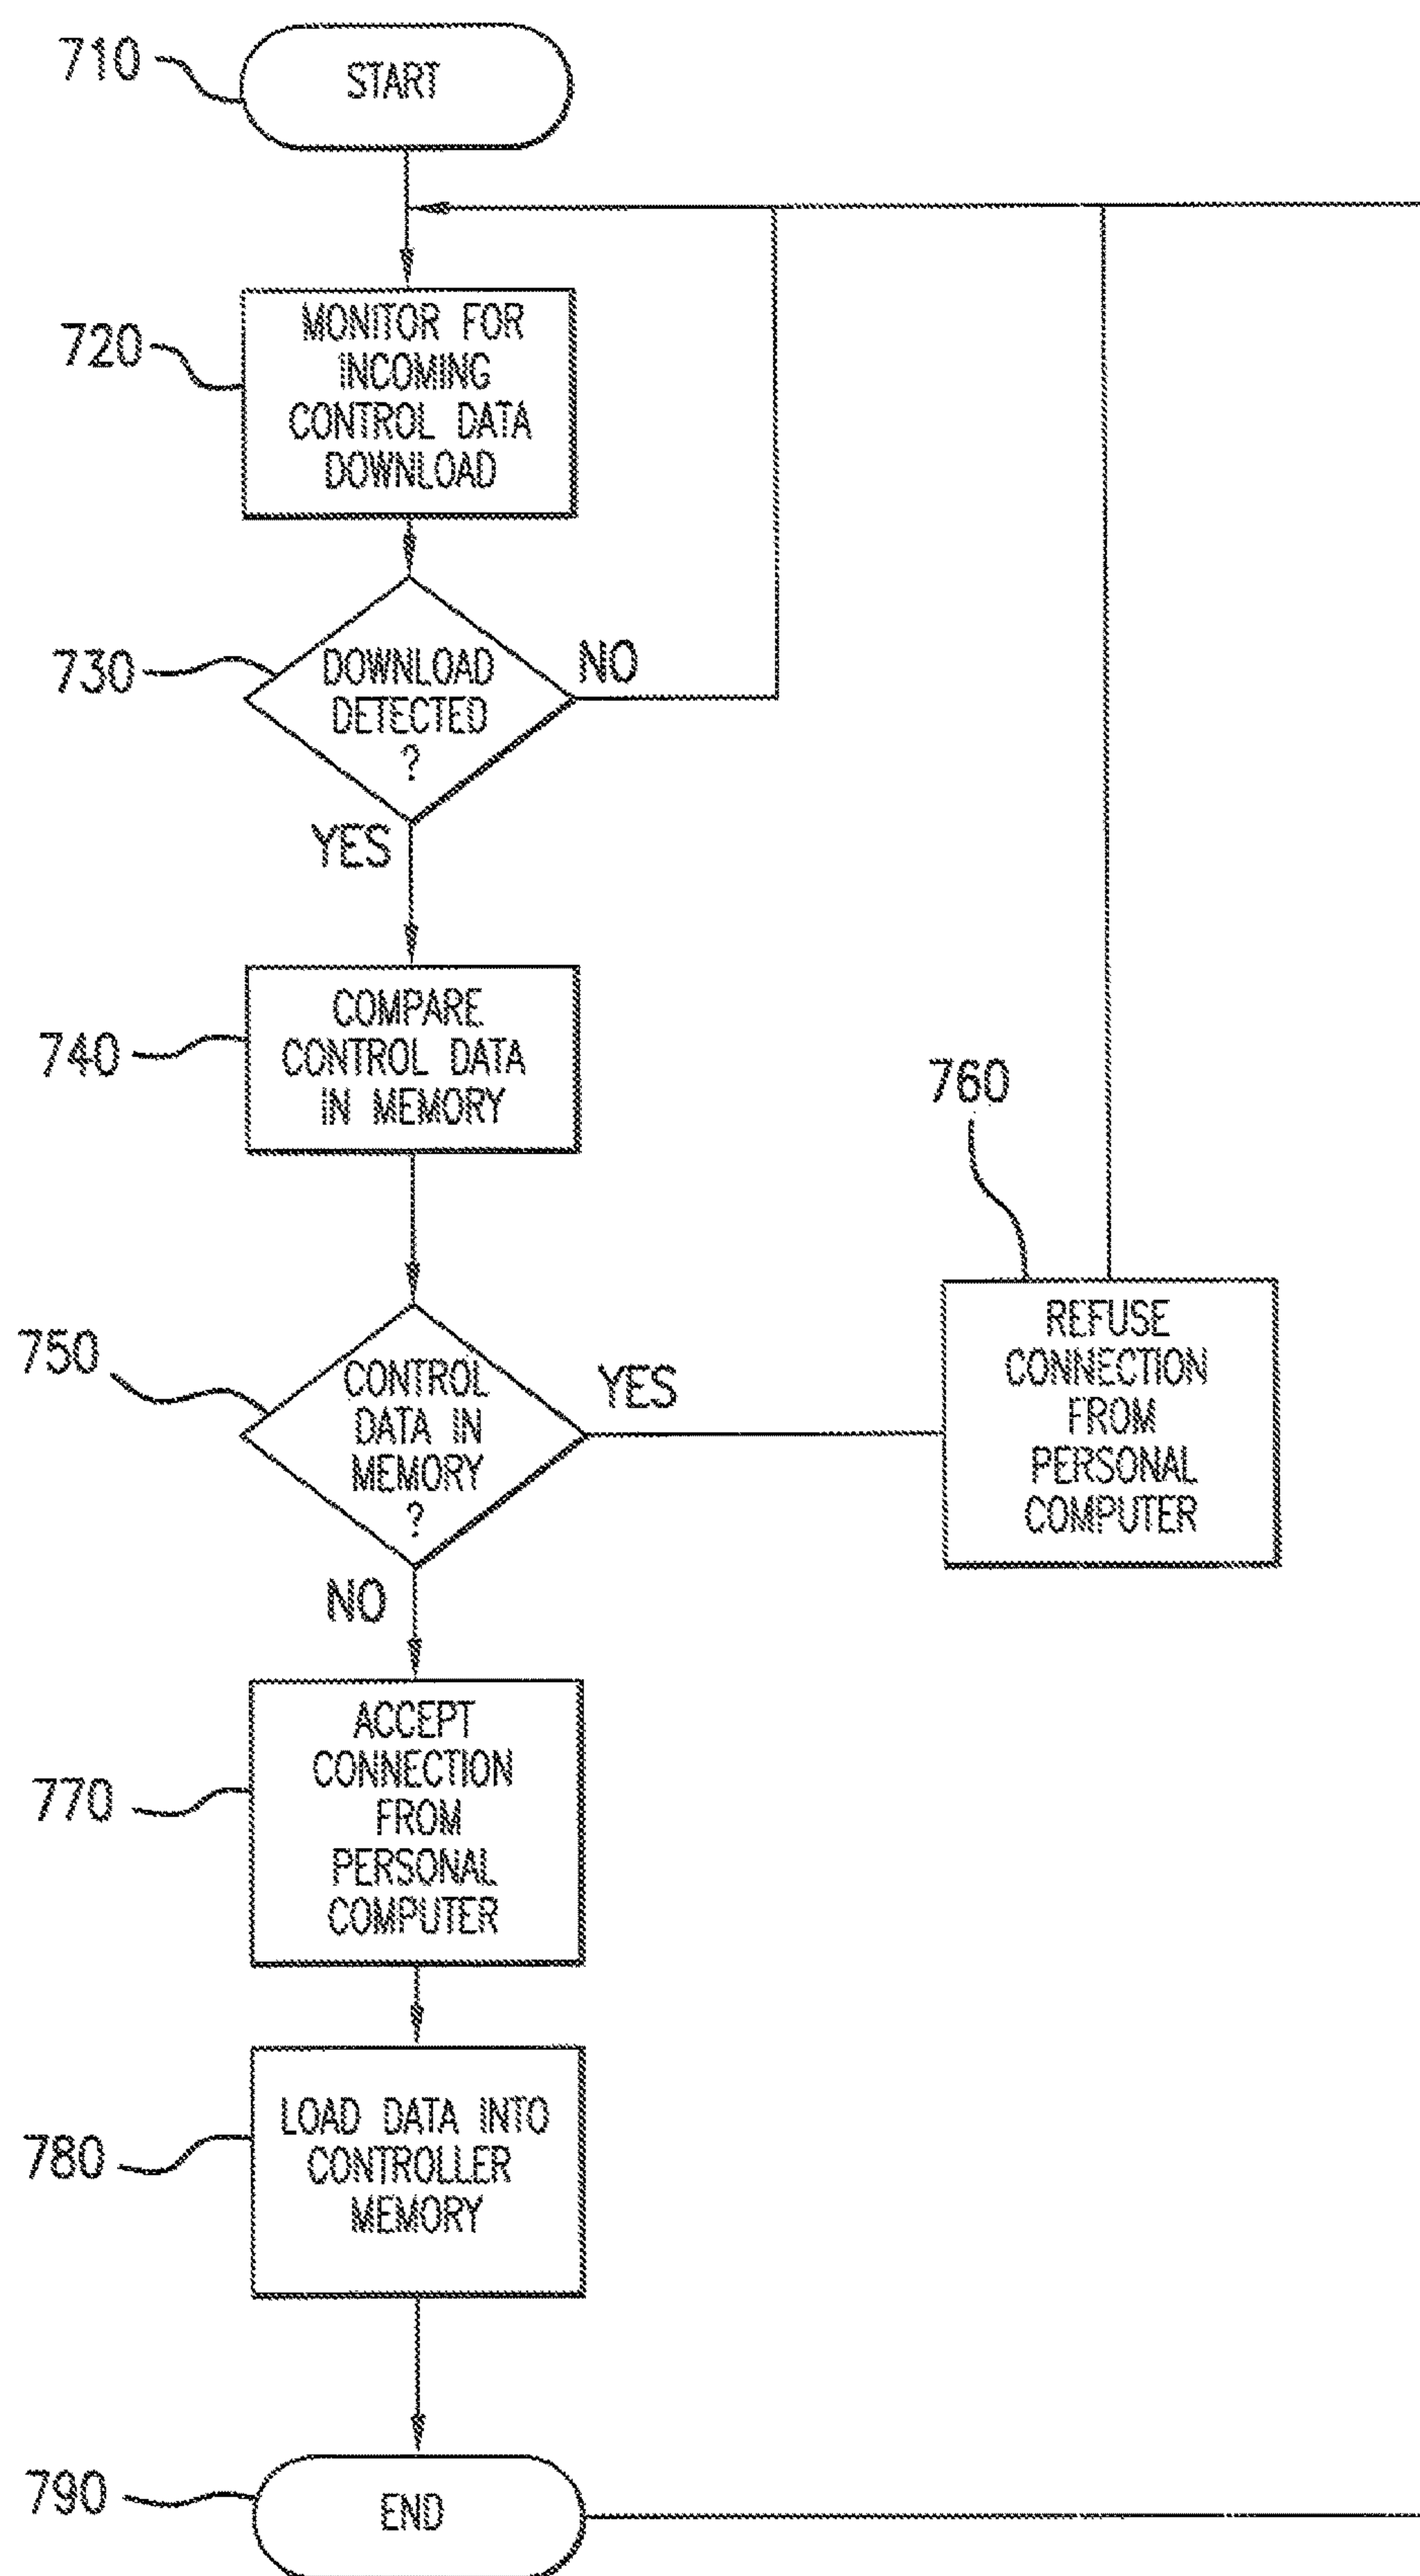 710
START
720
MONITOR FOR
INCOMING
CONTROL DATA
DOWNLOAD
730
DOWNLOAD
DETECTED
?
NO
YES
740
COMPARE
CONTROL DATA
IN MEMORY
750
CONTROL
DATA IN
MEMORY
?
YES
760
REFUSE
CONNECTION
FROM
PERSONAL
COMPUTER
NO
770
ACCEPT
CONNECTION
FROM
PERSONAL
COMPUTER
780
LOAD DATA INTO
CONTROLLER
MEMORY
790
END